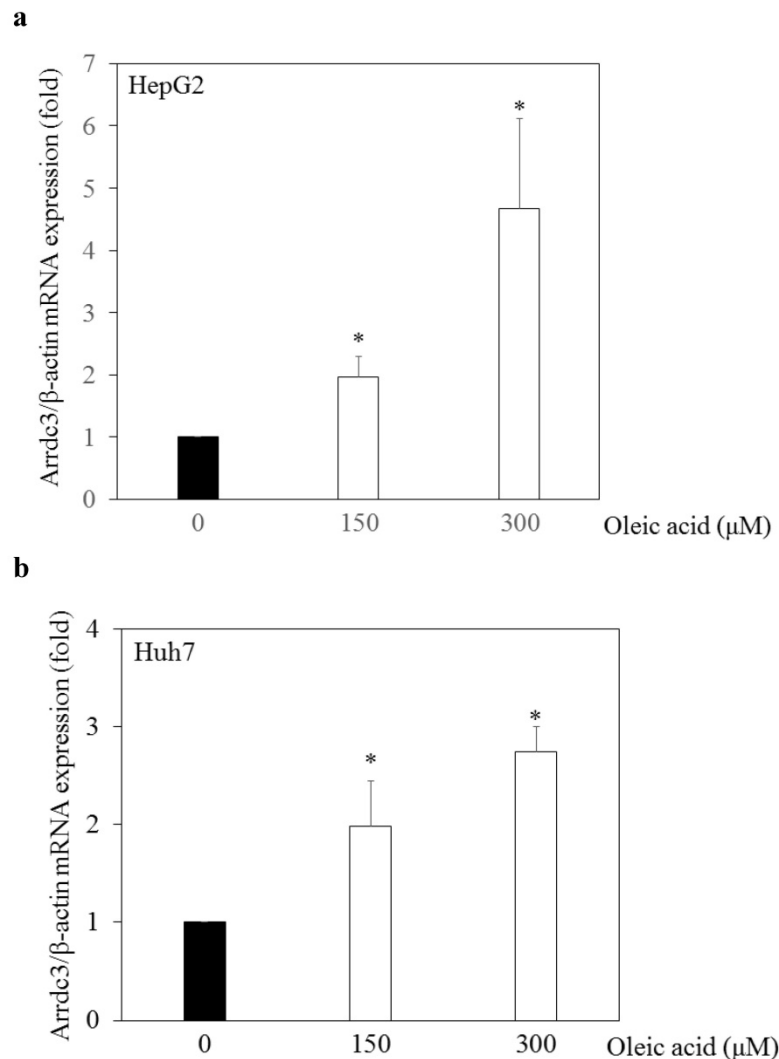 a
Arrdc3/β-actin mRNA expression (fold)
HepG2
7
6
5
4
3
2
1
0
*
*
0 150 300 Oleic acid (μM)
b
Arrdc3/β-actin mRNA expression (fold)
Huh7
4
3
2
1
0
*
*
0 150 300 Oleic acid (μM)